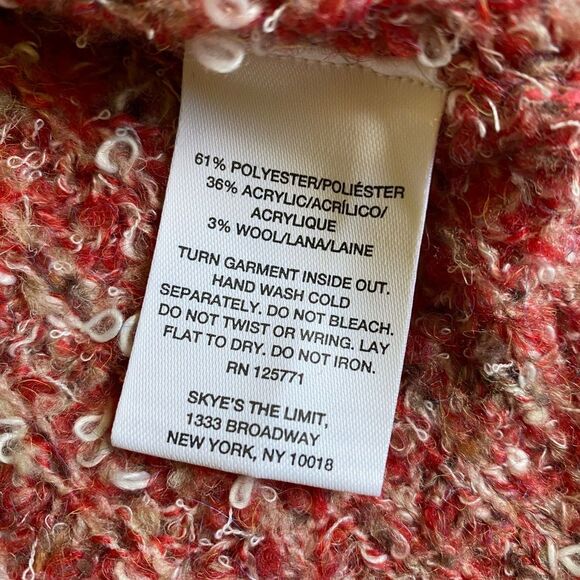 61% POLYESTER/POLIÉSTER
36% ACRYLIC/ACRÍLICO/
ACRYLIQUE
3% WOOL/LANA/LAINE
TURN GARMENT INSIDE OUT.
HAND WASH COLD
SEPARATELY. DO NOT BLEACH.
DO NOT TWIST OR WRING. LAY
FLAT TO DRY. DO NOT IRON.
RN 125771
SKYE'S THE LIMIT,
1333 BROADWAY
NEW YORK, NY 10018